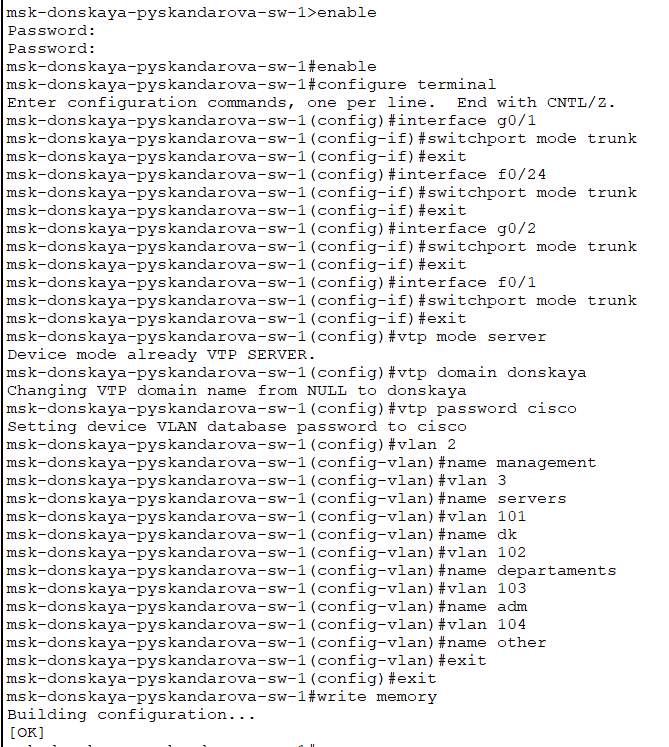 msk-donskaya-pyskandarova-sw-1>enable
Password:
Password:
msk-donskaya-pyskandarova-sw-1#enable
msk-donskaya-pyskandarova-sw-1#configure terminal
Enter configuration commands, one per line.  End with CNTL/Z.
msk-donskaya-pyskandarova-sw-1(config)#interface g0/1
msk-donskaya-pyskandarova-sw-1(config-if)#switchport mode trunk
msk-donskaya-pyskandarova-sw-1(config-if)#exit
msk-donskaya-pyskandarova-sw-1(config)#interface f0/24
msk-donskaya-pyskandarova-sw-1(config-if)#switchport mode trunk
msk-donskaya-pyskandarova-sw-1(config-if)#exit
msk-donskaya-pyskandarova-sw-1(config)#interface g0/2
msk-donskaya-pyskandarova-sw-1(config-if)#switchport mode trunk
msk-donskaya-pyskandarova-sw-1(config-if)#exit
msk-donskaya-pyskandarova-sw-1(config)#interface f0/1
msk-donskaya-pyskandarova-sw-1(config-if)#switchport mode trunk
msk-donskaya-pyskandarova-sw-1(config-if)#exit
msk-donskaya-pyskandarova-sw-1(config)#vtp mode server
Device mode already VTP SERVER.
msk-donskaya-pyskandarova-sw-1(config)#vtp domain donskaya
Changing VTP domain name from NULL to donskaya
msk-donskaya-pyskandarova-sw-1(config)#vtp password cisco
Setting device VLAN database password to cisco
msk-donskaya-pyskandarova-sw-1(config)#vlan 2
msk-donskaya-pyskandarova-sw-1(config-vlan)#name management
msk-donskaya-pyskandarova-sw-1(config-vlan)#vlan 3
msk-donskaya-pyskandarova-sw-1(config-vlan)#name servers
msk-donskaya-pyskandarova-sw-1(config-vlan)#vlan 101
msk-donskaya-pyskandarova-sw-1(config-vlan)#name dk
msk-donskaya-pyskandarova-sw-1(config-vlan)#vlan 102
msk-donskaya-pyskandarova-sw-1(config-vlan)#name departaments
msk-donskaya-pyskandarova-sw-1(config-vlan)#vlan 103
msk-donskaya-pyskandarova-sw-1(config-vlan)#name adm
msk-donskaya-pyskandarova-sw-1(config-vlan)#vlan 104
msk-donskaya-pyskandarova-sw-1(config-vlan)#name other
msk-donskaya-pyskandarova-sw-1(config-vlan)#exit
msk-donskaya-pyskandarova-sw-1(config)#exit
msk-donskaya-pyskandarova-sw-1#write memory
Building configuration...
[OK]